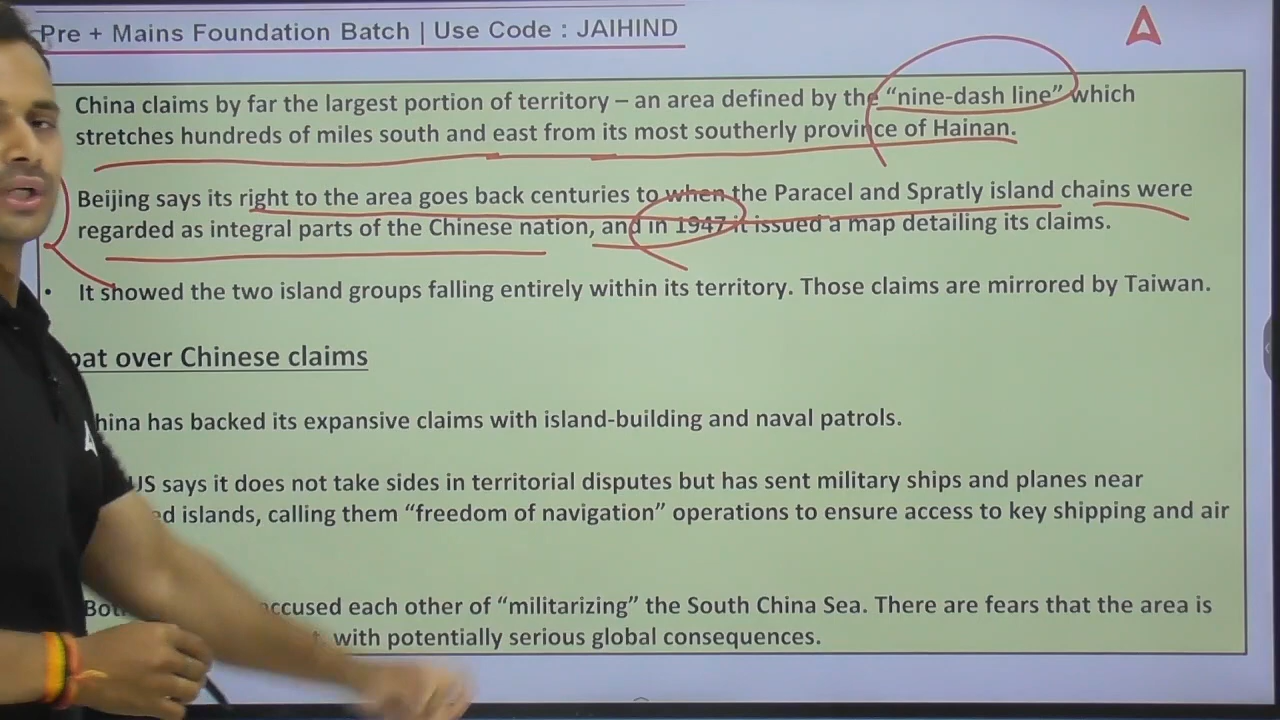 Pre + Mains Foundation Batch | Use Code : JAIHIND
China claims by far the largest portion of territory – an area defined by the “nine-dash line” which
stretches hundreds of miles south and east from its most southerly province of Hainan.
Beijing says its right to the area goes back centuries to when the Paracel and Spratly island chains were
regarded as integral parts of the Chinese nation, and in 1947 it issued a map detailing its claims.
• It showed the two island groups falling entirely within its territory. Those claims are mirrored by Taiwan.
over Chinese claims
has backed its expansive claims with island-building and naval patrols.
US says it does not take sides in territorial disputes but has sent military ships and planes near
islands, calling them “freedom of navigation” operations to ensure access to key shipping and air
each other of “militarizing” the South China Sea. There are fears that the area is
with potentially serious global consequences.